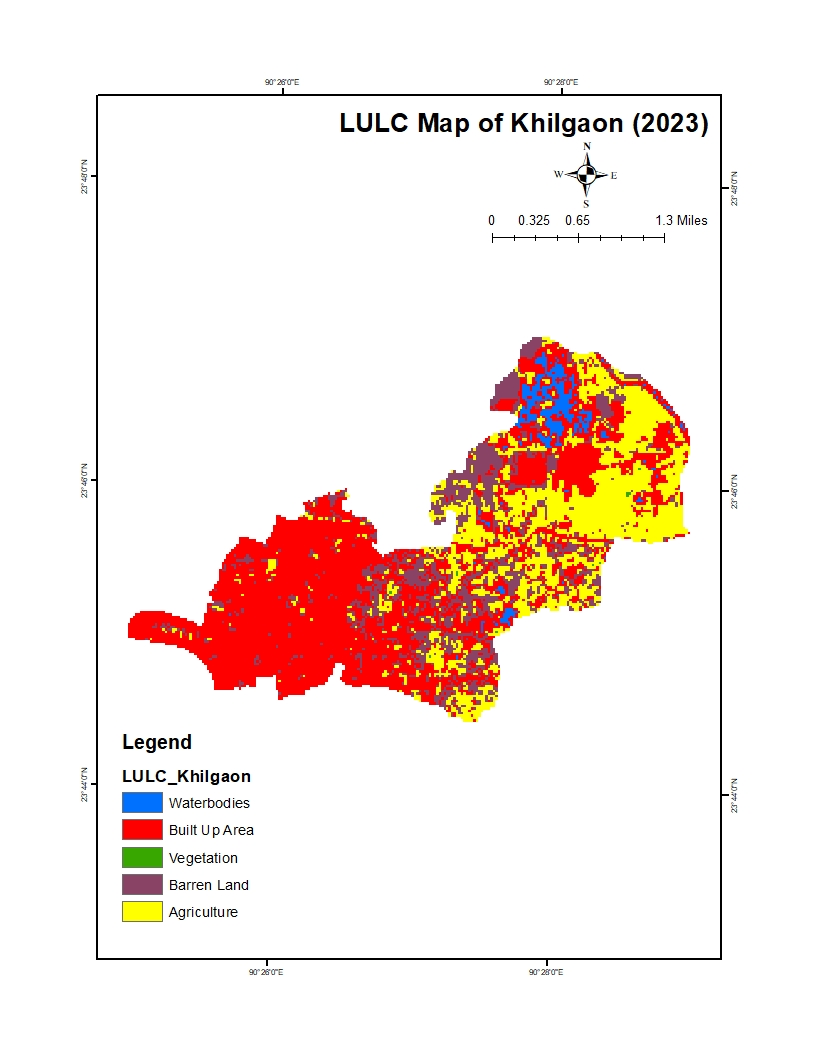 90°26'0"E 90°28'0"E
LULC Map of Khilgaon (2023)
N
W E
S
0 0.325 0.65 1.3 Miles
23°48'0"N 23°48'0"N
23°46'0"N 23°46'0"N
Legend
LULC_Khilgaon
23°44'0"N 23°44'0"N
Waterbodies
Built Up Area
Vegetation
Barren Land
Agriculture
90°26'0"E 90°28'0"E